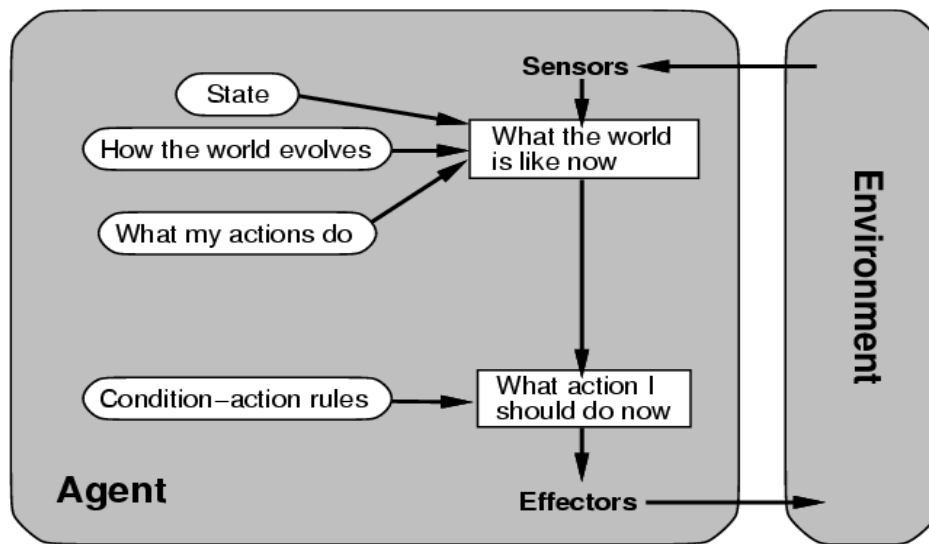 Sensors
State
What the world
is like now
How the world evolves
What my actions do
Environment
Condition−action rules
What action I
should do now
Agent
Effectors